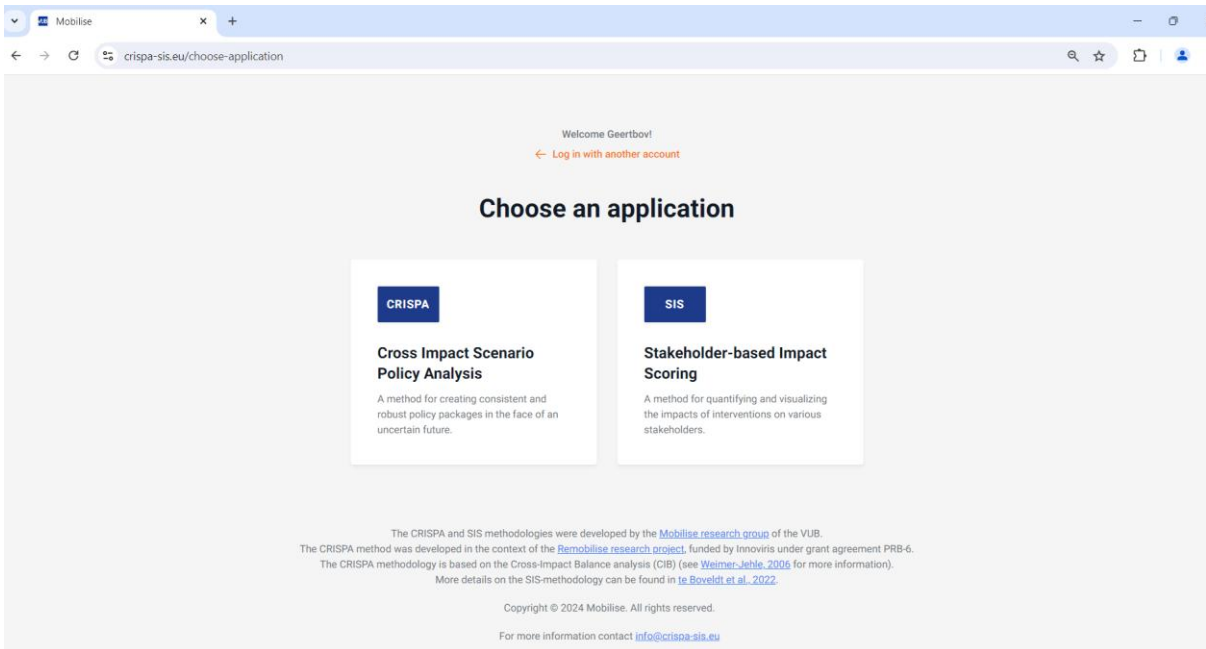 VUB Mobilise
crispa-sis.eu/choose-application
Welcome Geertbov!
← Log in with another account
Choose an application
CRISPA
Cross Impact Scenario
Policy Analysis
A method for creating consistent and
robust policy packages in the face of an
uncertain future.
SIS
Stakeholder-based Impact
Scoring
A method for quantifying and visualizing
the impacts of interventions on various
stakeholders.
The CRISPA and SIS methodologies were developed by the Mobilise research group of the VUB.
The CRISPA method was developed in the context of the Remobilise research project, funded by Innoviris under grant agreement PRB-6.
The CRISPA methodology is based on the Cross-Impact Balance analysis (CIB) (see Weimer-Jehle, 2006 for more information).
More details on the SIS-methodology can be found in te Boveldt et al., 2022.
Copyright © 2024 Mobilise. All rights reserved.
For more information contact info@crispa-sis.eu